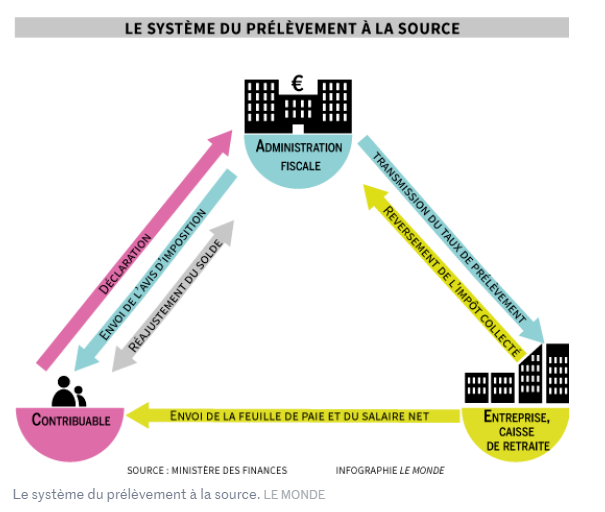 LE SYSTÈME DU PRÉLÈVEMENT À LA SOURCE
€
ADMINISTRATION
FISCALE
DÉCLARATION
ENVOI DE L'AVIS D'IMPOSITION
RÉAJUSTEMENT DU SOLDE
TRANSMISSION DU TAUX DE PRÉLÈVEMENT
REVERSEMENT DE L'IMPÔT COLLECTÉ
CONTRIBUABLE
ENVOI DE LA FEUILLE DE PAIE ET DU SALAIRE NET
ENTREPRISE,
CAISSE
DE RETRAITE
SOURCE : MINISTÈRE DES FINANCES INFOGRAPHIE LE MONDE
Le système du prélèvement à la source. LE MONDE